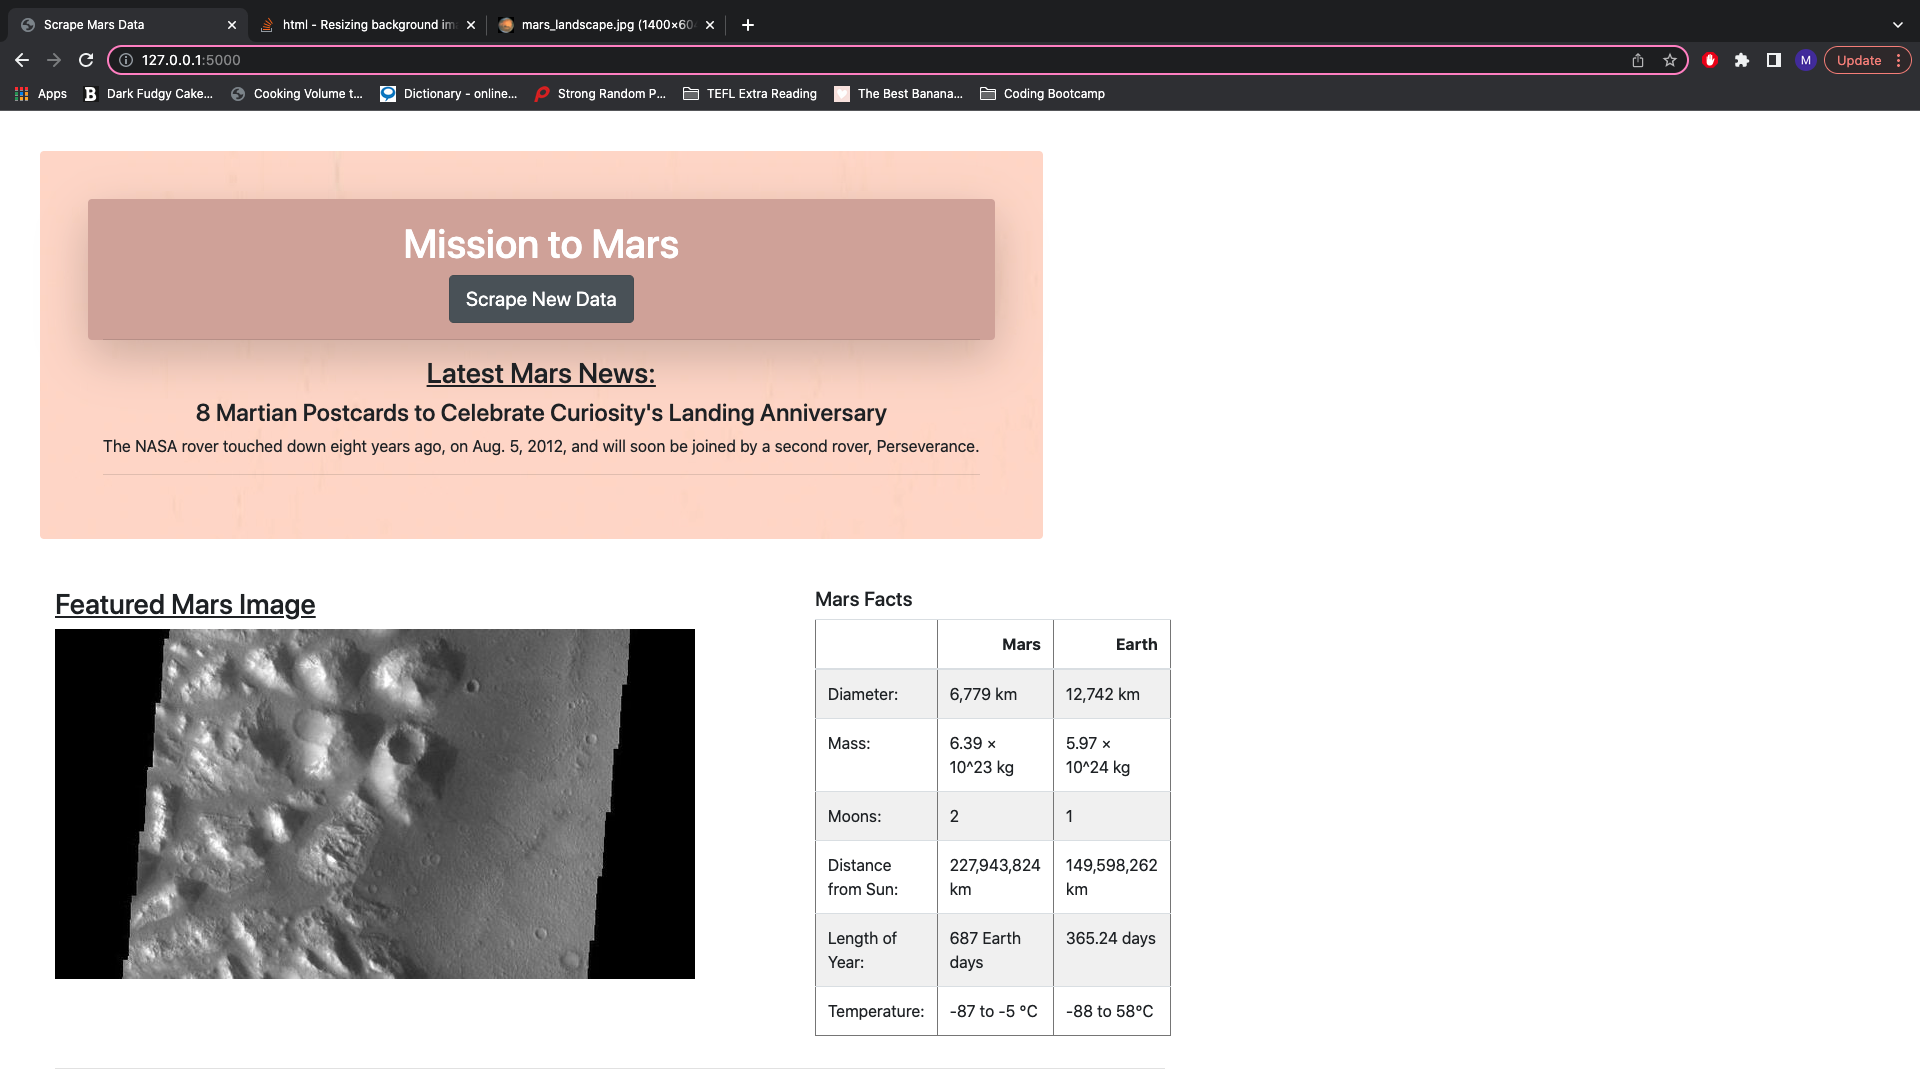 Scrape Mars Data
html - Resizing background im
mars_landscape.jpg (1400×60
127.0.0.1:5000
M
Update
Apps
B
Dark Fudgy Cake...
Cooking Volume t...
Dictionary - online...
Strong Random P...
TEFL Extra Reading
The Best Banana...
Coding Bootcamp
Mission to Mars
Scrape New Data
Latest Mars News:
8 Martian Postcards to Celebrate Curiosity's Landing Anniversary
The NASA rover touched down eight years ago, on Aug. 5, 2012, and will soon be joined by a second rover, Perseverance.
Featured Mars Image
Mars Facts
Mars Earth
Diameter: 6,779 km 12,742 km
Mass: 6.39 × 5.97 ×
10^23 kg 10^24 kg
Moons: 2 1
Distance 227,943,824 149,598,262
from Sun: km km
Length of 687 Earth 365.24 days
Year: days
Temperature: -87 to -5 °C -88 to 58°C